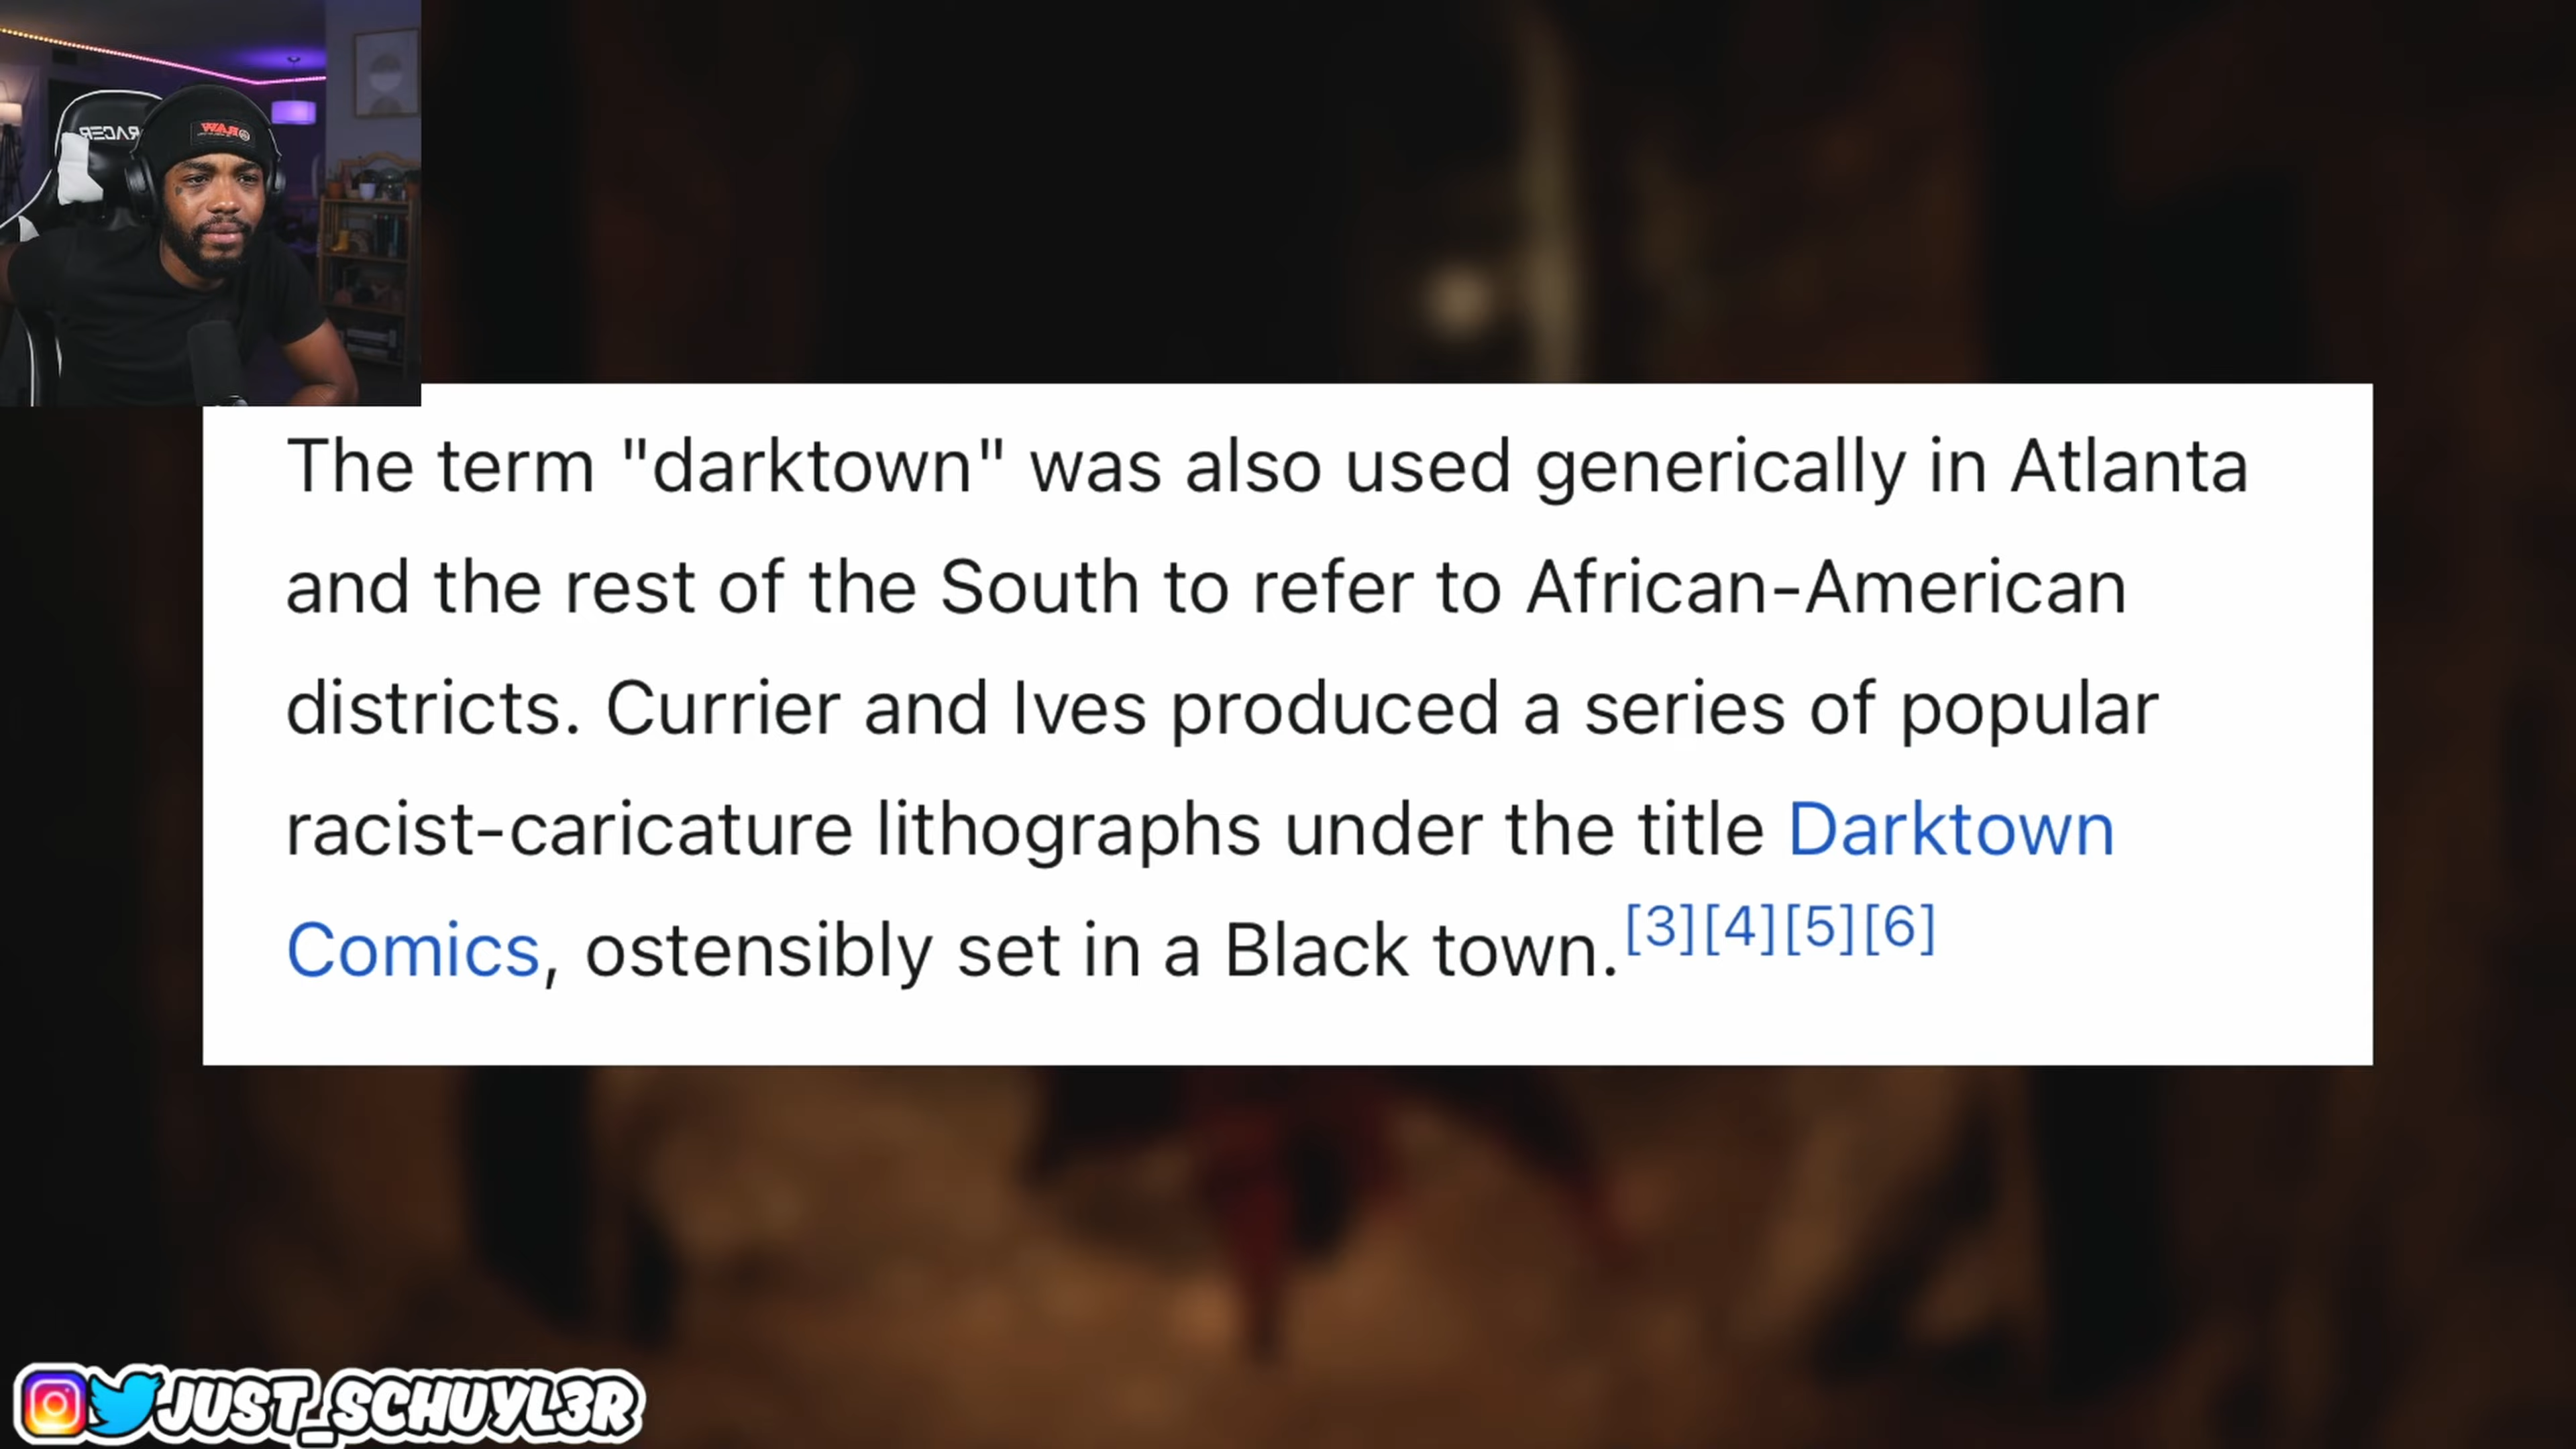 RACER
RAW
The term "darktown" was also used generically in Atlanta
and the rest of the South to refer to African-American
districts. Currier and Ives produced a series of popular
racist-caricature lithographs under the title Darktown
Comics, ostensibly set in a Black town.[3][4][5][6]
JUST_SCHUYL3R